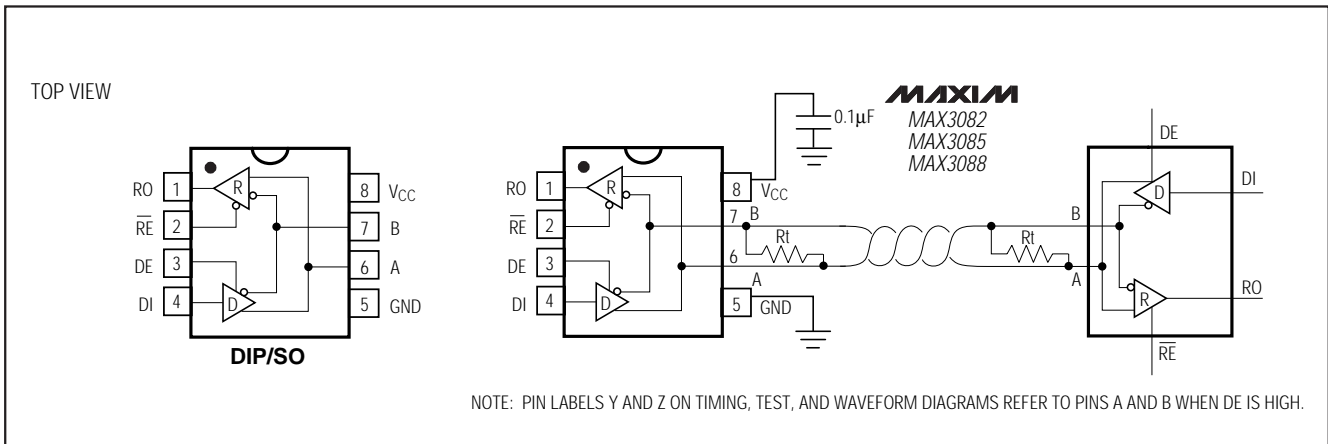 TOP VIEW
RO 1
RE 2
DE 3
DI 4
R
D
8 VCC
7 B
6 A
5 GND
DIP/SO
RO 1
RE 2
DE 3
DI 4
R
D
8 VCC
7 B
6
A
5 GND
0.1µF
MAXIM
MAX3082
MAX3085
MAX3088
Rt
Rt
B
A
DE
D
DI
R
RO
RE
NOTE: PIN LABELS Y AND Z ON TIMING, TEST, AND WAVEFORM DIAGRAMS REFER TO PINS A AND B WHEN DE IS HIGH.